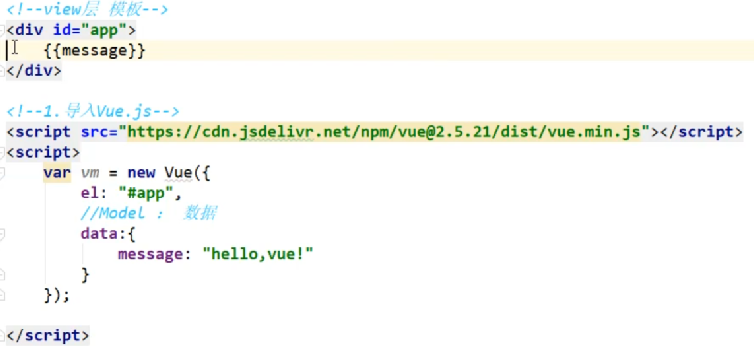 <!--view层 模板-->
<div id="app">
    {{message}}
</div>

<!--1.导入Vue.js-->
<script src="https://cdn.jsdelivr.net/npm/vue@2.5.21/dist/vue.min.js"></script>
<script>
    var vm = new Vue({
        el: "#app",
        //Model : 数据
        data:{
            message: "hello,vue!"
        }
    });

</script>